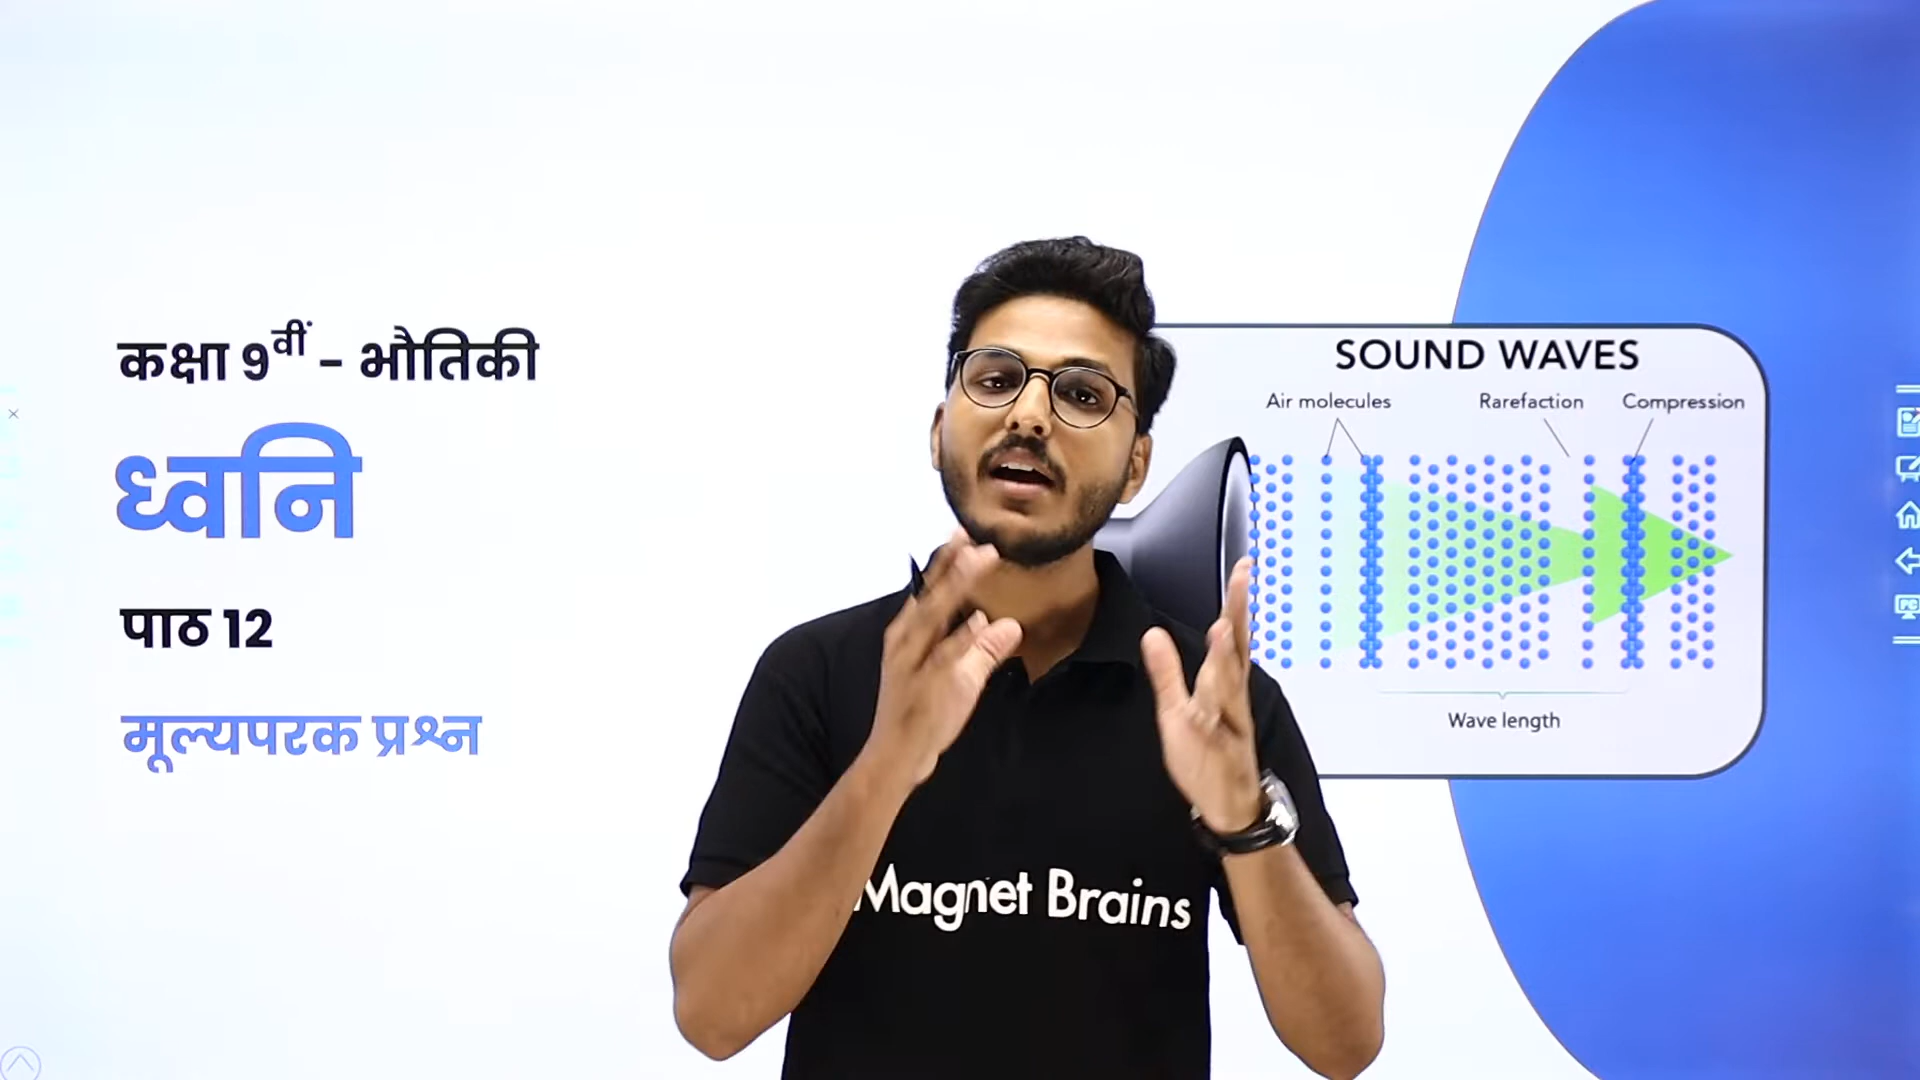 कक्षा 9वीं - भौतिकी
ध्वनि
पाठ 12
मूल्यपरक प्रश्न
SOUND WAVES
Air molecules
Rarefaction
Compression
Wave length
Magnet Brains